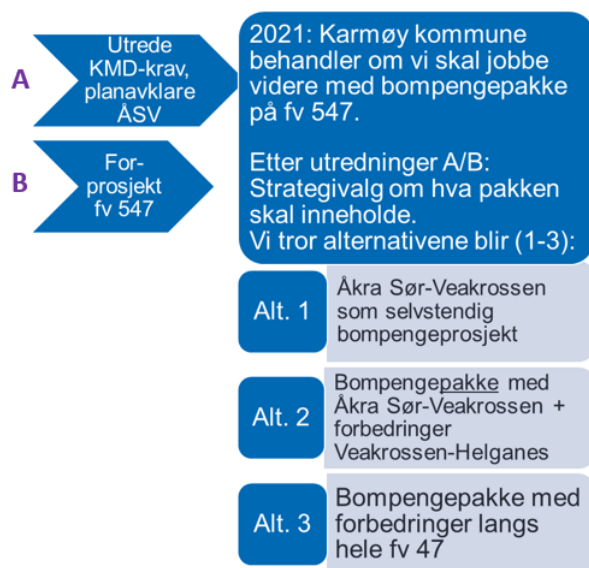 A
Utrede
KMD-krav,
planavklare
ÅSV
B
For-
prosjekt
fv 547
2021: Karmøy kommune
behandler om vi skal jobbe
videre med bompengepakke
på fv 547.
Etter utredninger A/B:
Strategivalg om hva pakken
skal inneholde.
Vi tror alternativene blir (1-3):
Alt. 1
Åkra Sør-Veakrossen
som selvstendig
bompengeprosjekt
Alt. 2
Bompengepakke med
Åkra Sør-Veakrossen +
forbedringer
Veakrossen-Helganes
Alt. 3
Bompengepakke med
forbedringer langs
hele fv 47